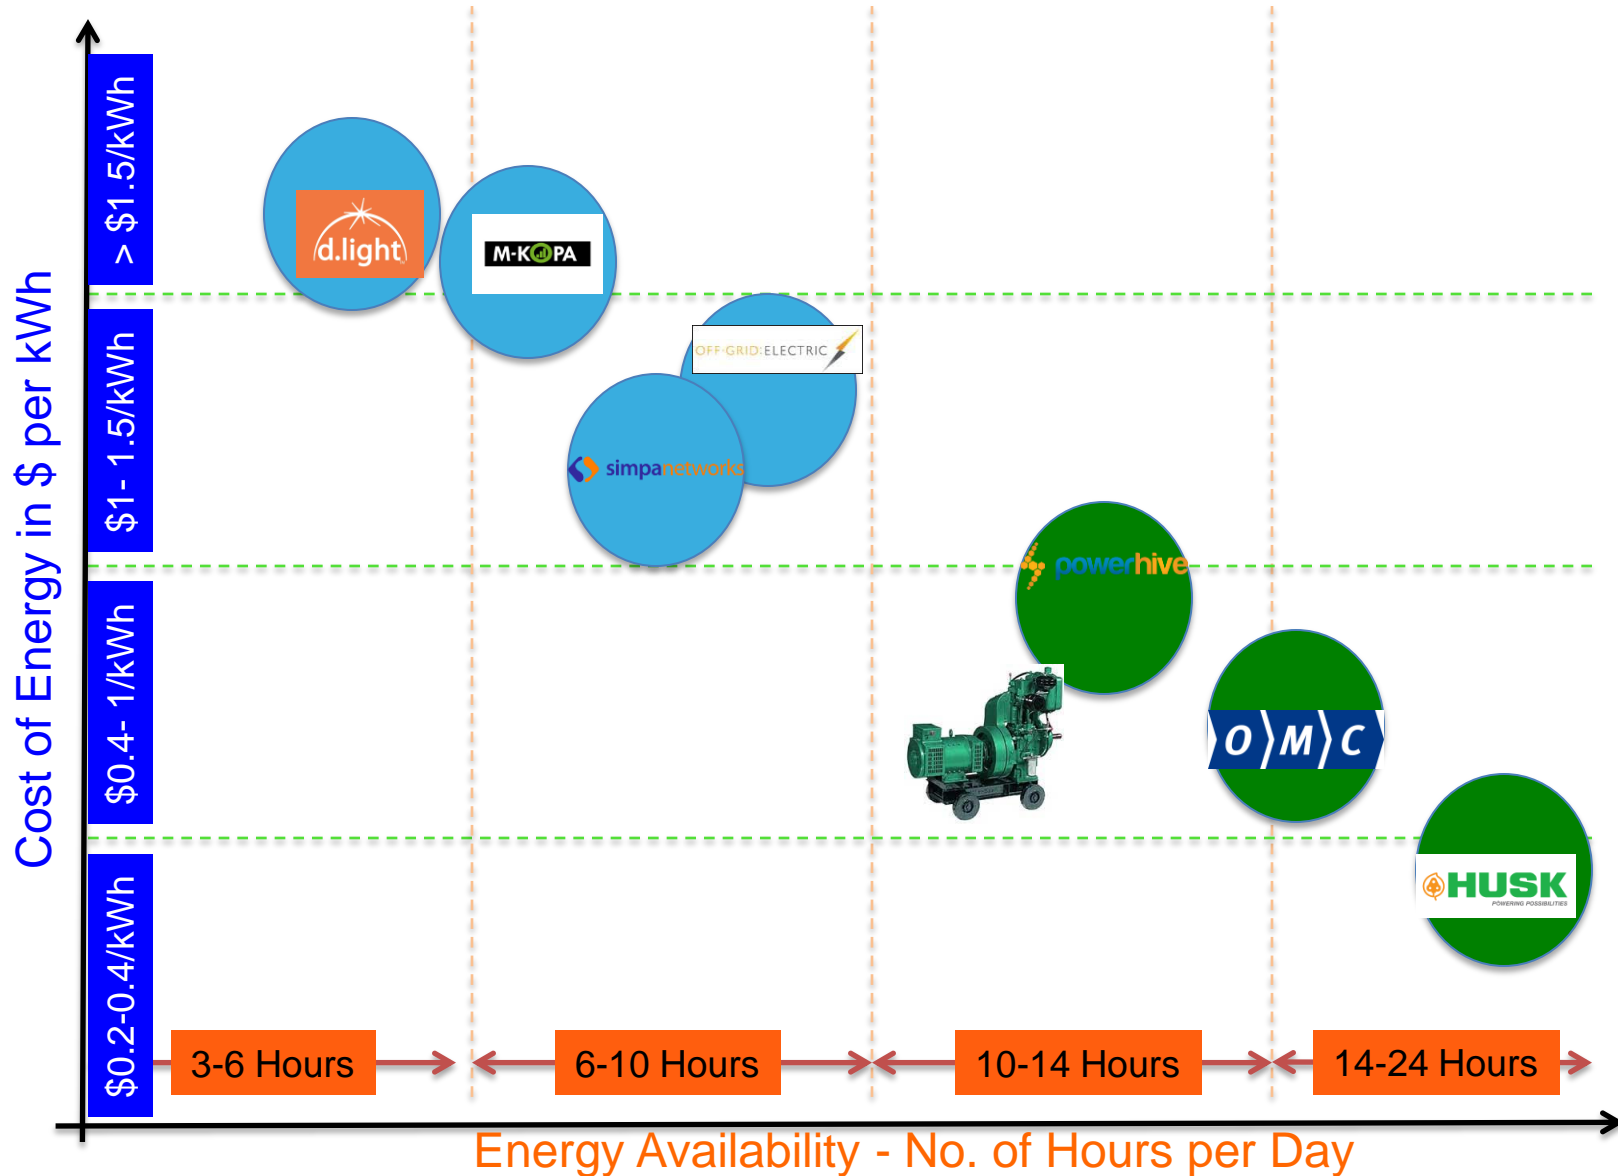 Cost of Energy in $ per kWh
> $1.5/kWh
$1- 1.5/kWh
$0.4- 1/kWh
$0.2-0.4/kWh
d.light
M-KOPA
OFF·GRID:ELECTRIC
simpanetworks
powerhive
O M C
HUSK
POWERING POSSIBILITIES
3-6 Hours
6-10 Hours
10-14 Hours
14-24 Hours
Energy Availability - No. of Hours per Day